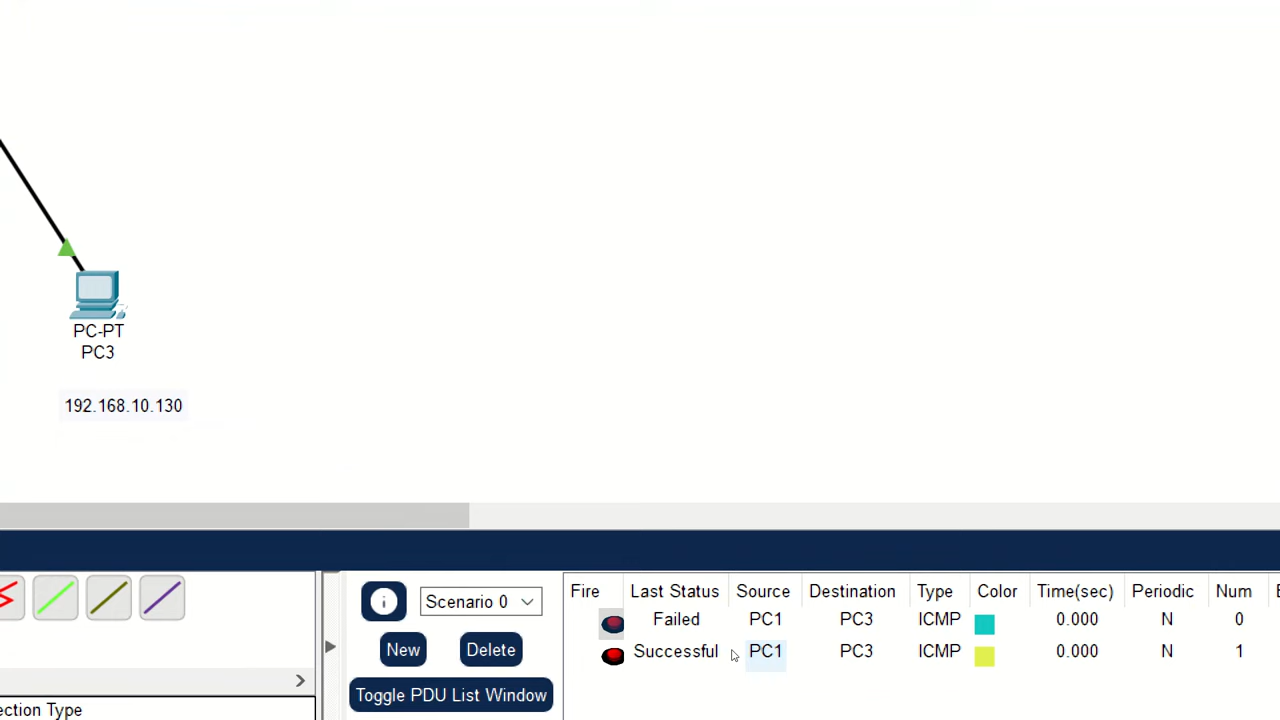 PC-PT
PC3
192.168.10.130
Scenario 0
New Delete
Toggle PDU List Window
Fire Last Status Source Destination Type Color Time(sec) Periodic Num
Failed PC1 PC3 ICMP 0.000 N 0
Successful PC1 PC3 ICMP 0.000 N 1
ection Type